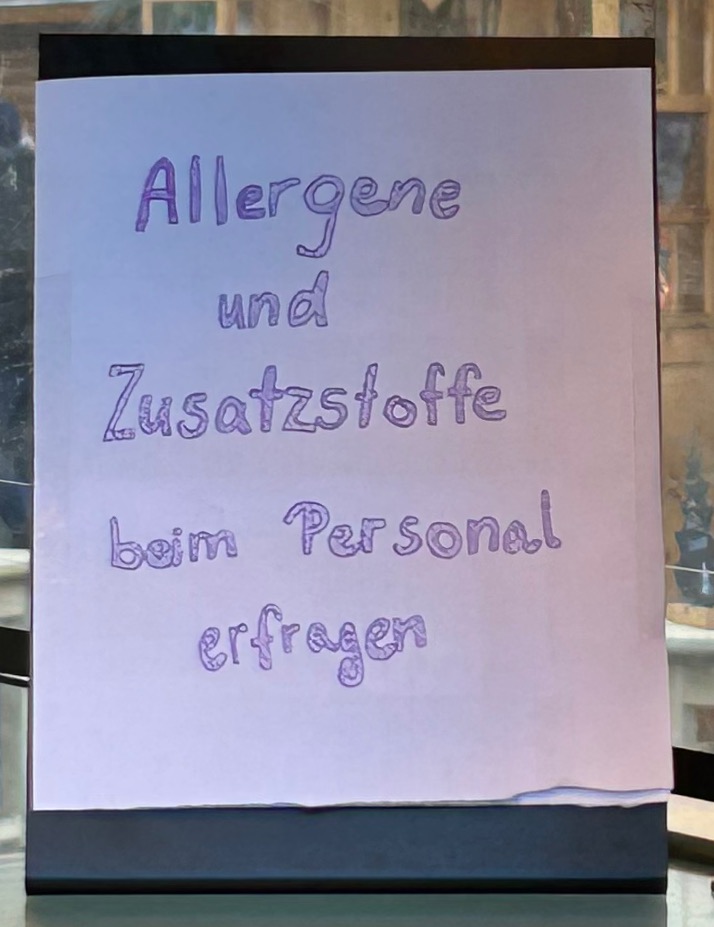 Allergene
und
Zusatzstoffe
beim Personal
erfragen